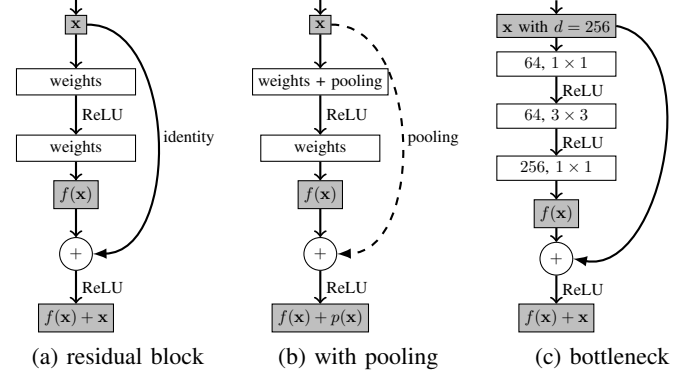 x
weights
ReLU
weights
identity
f(x)
+
ReLU
f(x) + x
(a) residual block
x
weights + pooling
ReLU
weights
pooling
f(x)
+
ReLU
f(x) + p(x)
(b) with pooling
x with d = 256
64, 1 × 1
ReLU
64, 3 × 3
ReLU
256, 1 × 1
f(x)
+
ReLU
f(x) + x
(c) bottleneck